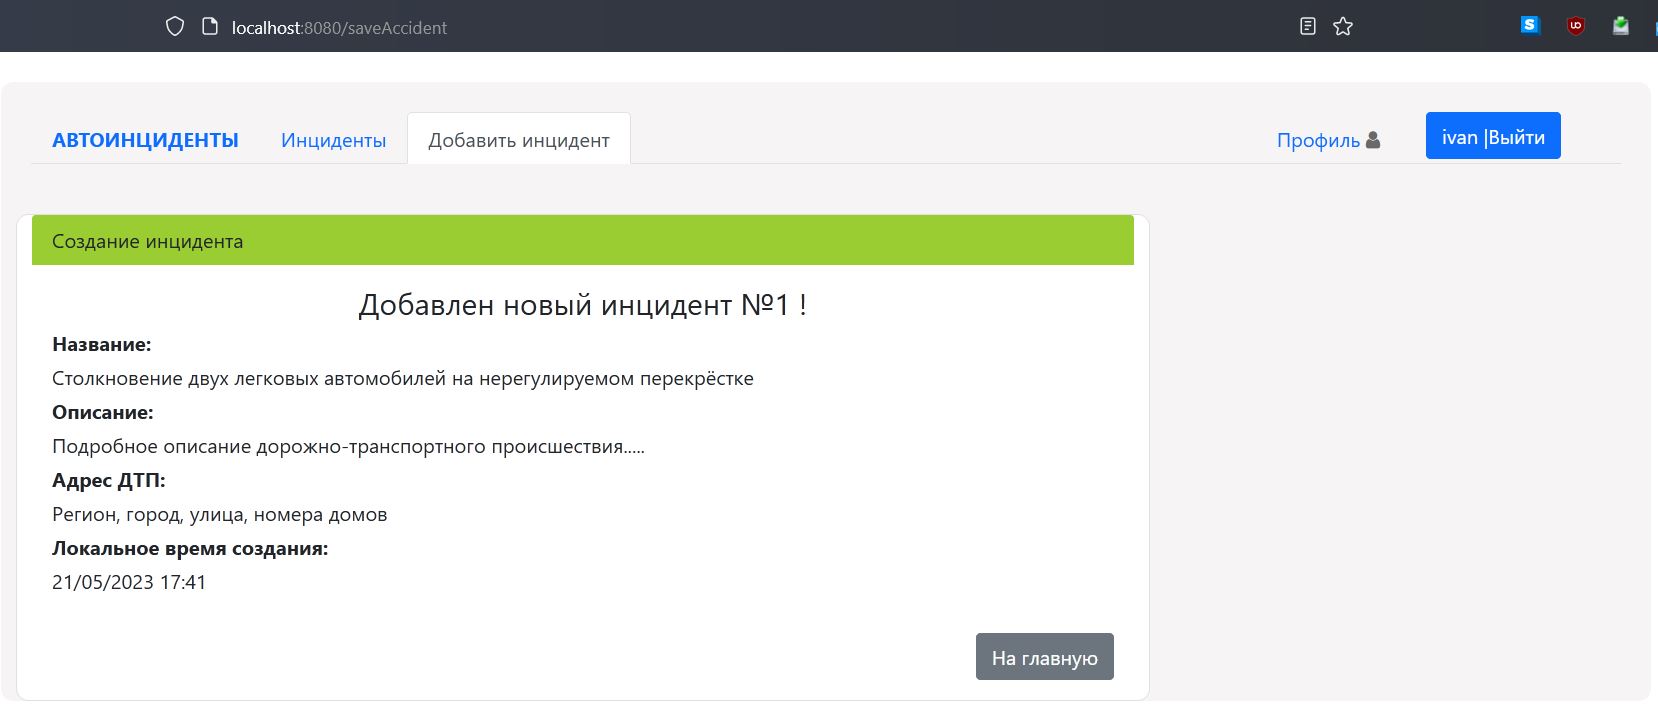 localhost:8080/saveAccident
АВТОИНЦИДЕНТЫ Инциденты Добавить инцидент Профиль ivan |Выйти
Создание инцидента
Добавлен новый инцидент №1 !
Название:
Столкновение двух легковых автомобилей на нерегулируемом перекрёстке
Описание:
Подробное описание дорожно-транспортного происшествия.....
Адрес ДТП:
Регион, город, улица, номера домов
Локальное время создания:
21/05/2023 17:41
На главную